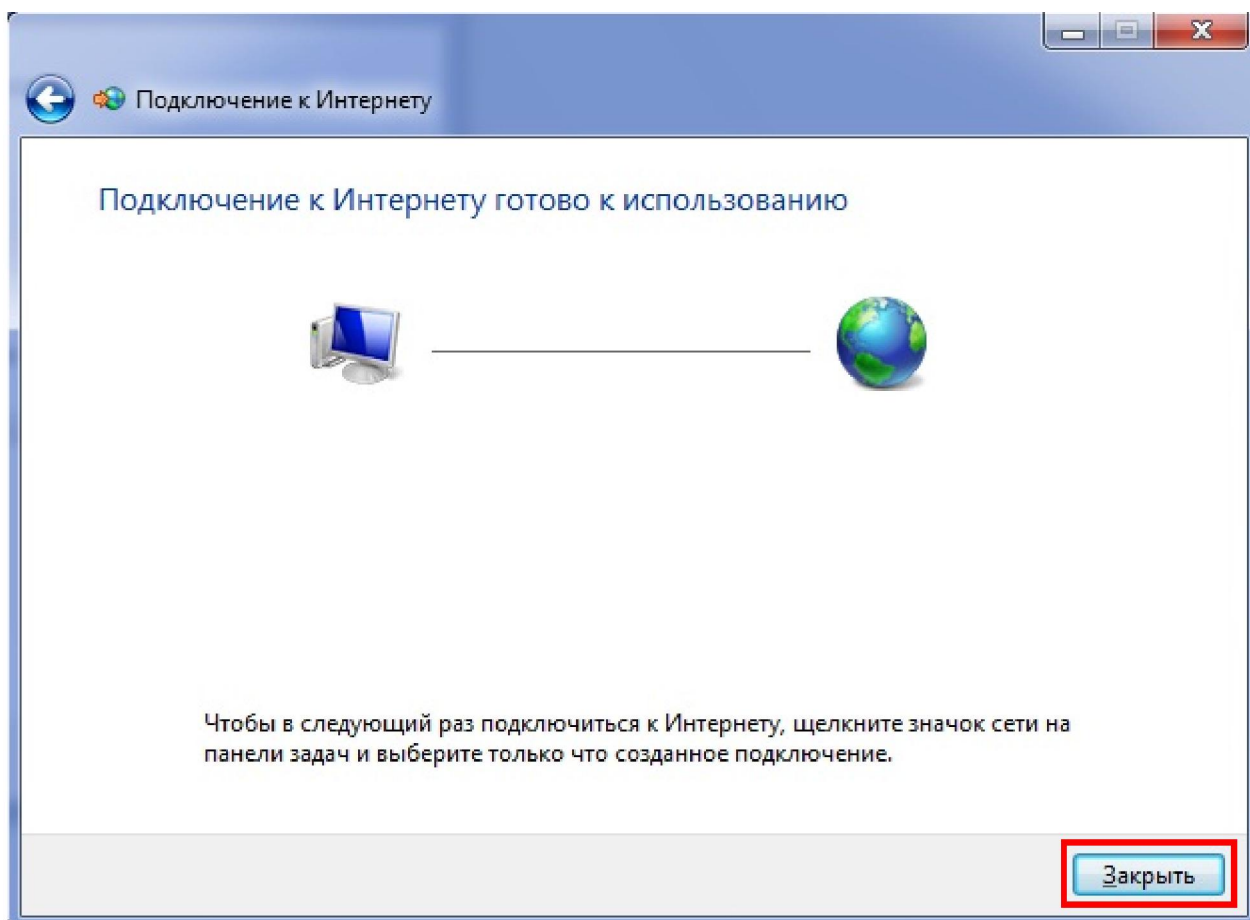 Подключение к Интернету
Подключение к Интернету готово к использованию
Чтобы в следующий раз подключиться к Интернету, щелкните значок сети на
панели задач и выберите только что созданное подключение.
Закрыть